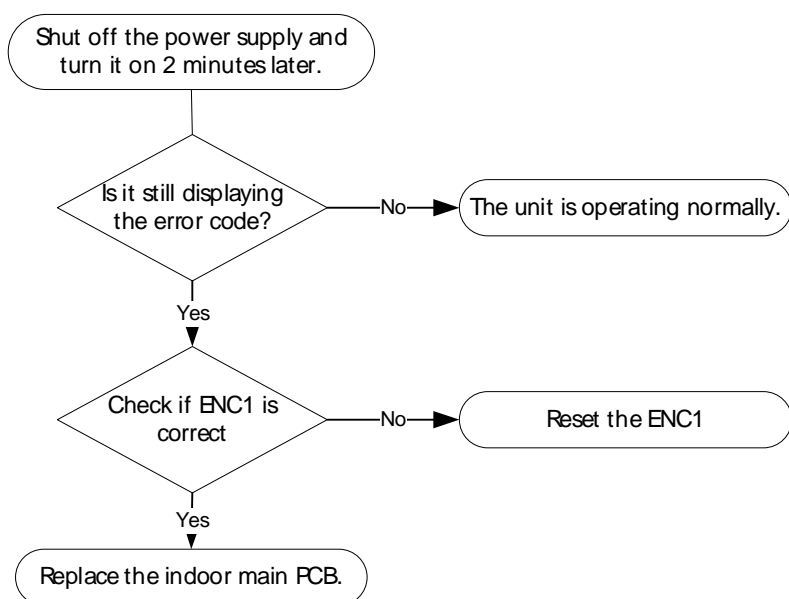 Shut off the power supply and
turn it on 2 minutes later.
Is it still displaying
the error code?
No
The unit is operating normally.
Yes
Check if ENC1 is
correct
No
Reset the ENC1
Yes
Replace the indoor main PCB.